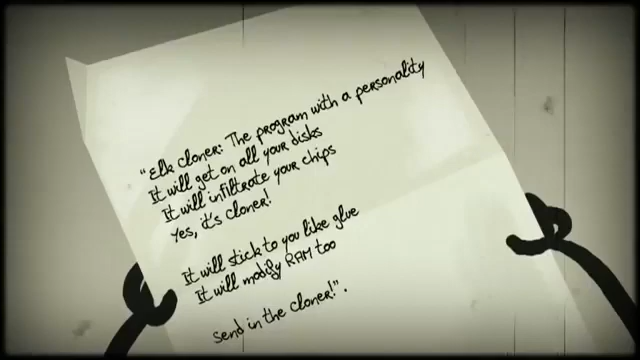 "Elk Cloner: The program with a personality
It will get on all your disks
It will infiltrate your chips
Yes, it's Cloner!
It will stick to you like glue
It will modify RAM too
Send in the Cloner!".